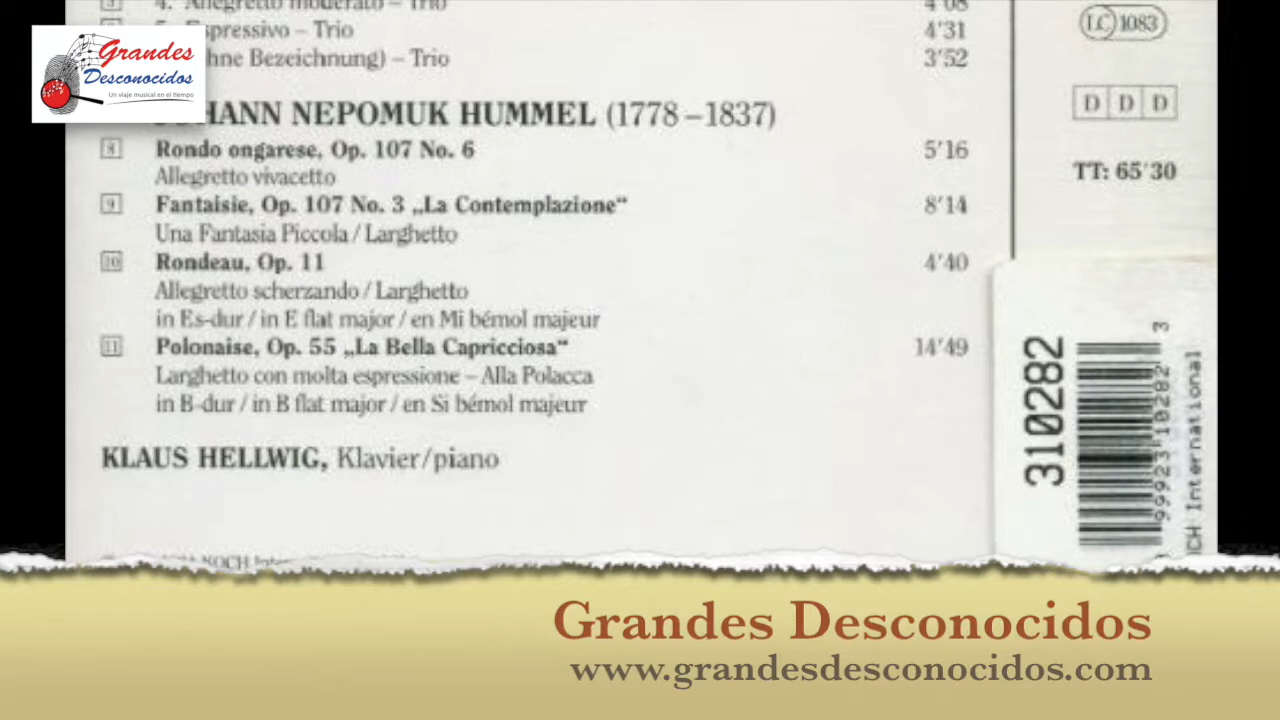 4. Allegretto moderato – Trio 4'08
Espressivo – Trio 4'31
(ohne Bezeichnung) – Trio 3'52
Grandes
Desconocidos
Un viaje musical en el tiempo
JOHANN NEPOMUK HUMMEL (1778–1837)
8 Rondo ongarese, Op. 107 No. 6 5'16
Allegretto vivacetto
9 Fantaisie, Op. 107 No. 3 „La Contemplazione“ 8'14
Una Fantasia Piccola / Larghetto
10 Rondeau, Op. 11 4'40
Allegretto scherzando / Larghetto
in Es-dur / in E flat major / en Mi bémol majeur
11 Polonaise, Op. 55 „La Bella Capricciosa“ 14'49
Larghetto con molta espressione – Alla Polacca
in B-dur / in B flat major / en Si bémol majeur
KLAUS HELLWIG, Klavier/piano
LC 1083
D D D
TT: 65'30
310282
99923 10282 3
International
Grandes Desconocidos
www.grandesdesconocidos.com